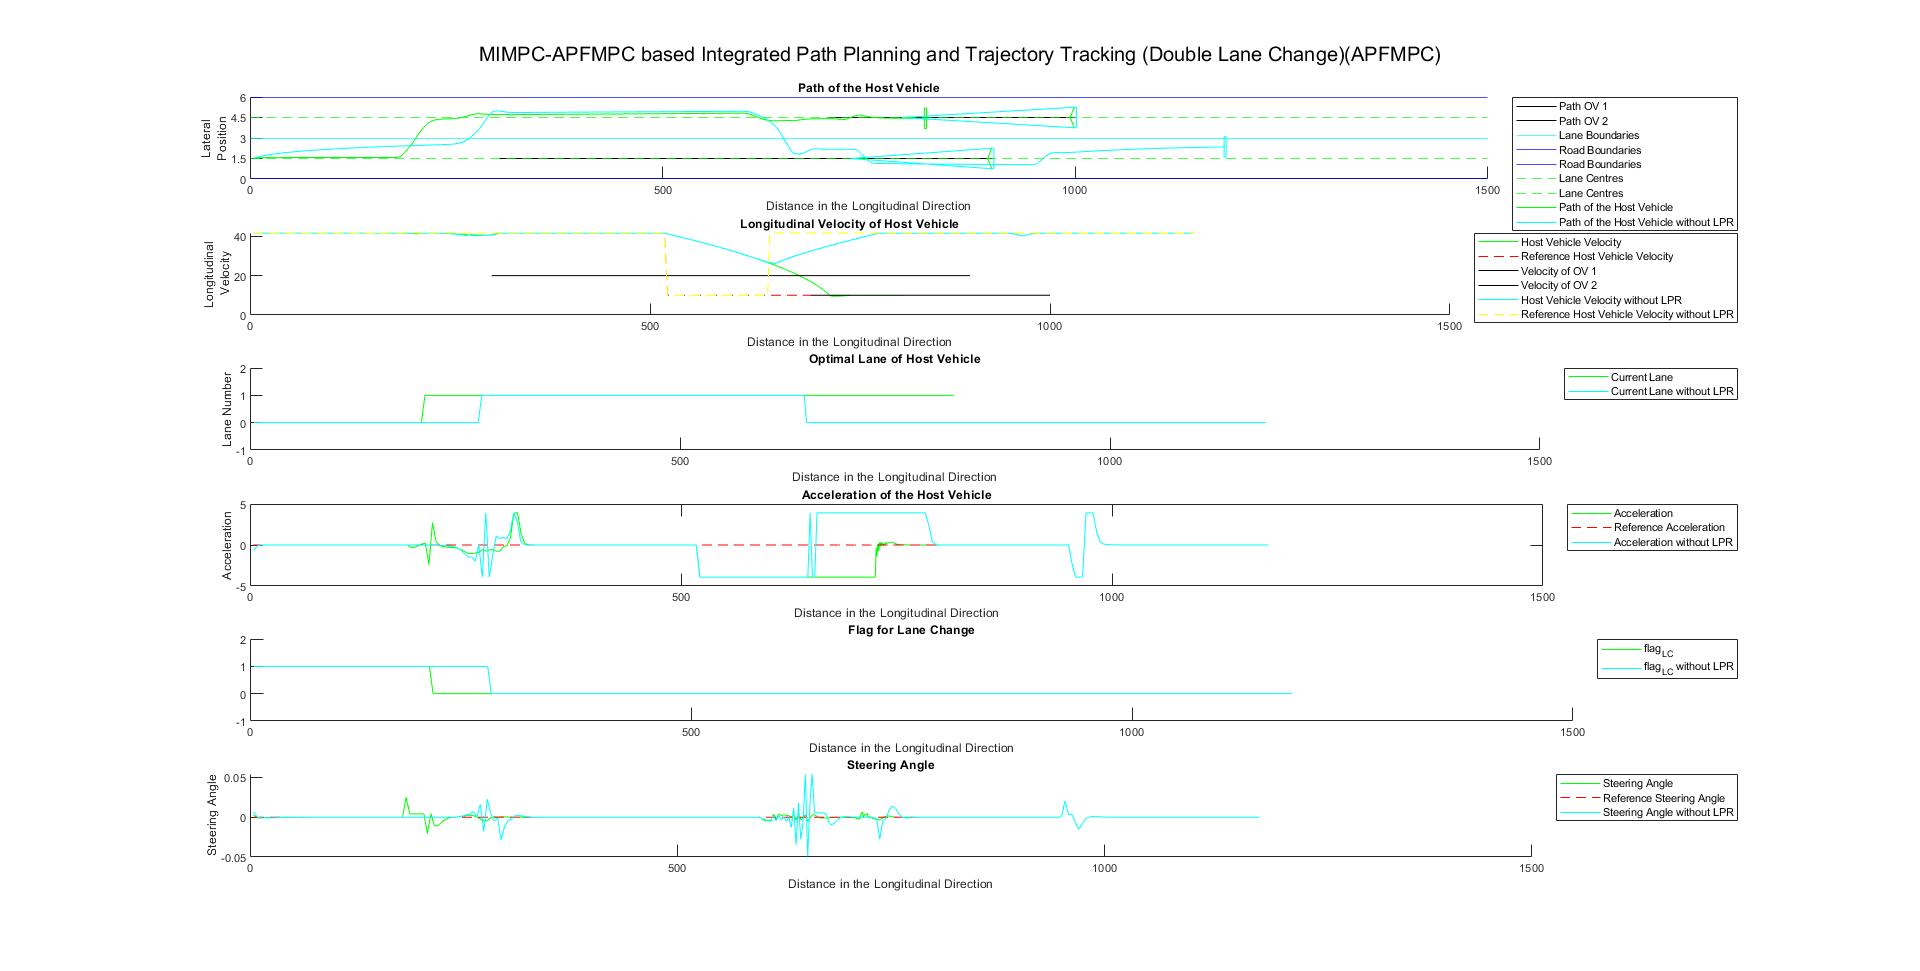 MIMPC-APFMPC based Integrated Path Planning and Trajectory Tracking (Double Lane Change)(APFMPC)
Path of the Host Vehicle
Lateral
Position
6
4.5
3
1.5
0
0
500
1000
1500
Distance in the Longitudinal Direction
Path OV 1
Path OV 2
Lane Boundaries
Road Boundaries
Road Boundaries
Lane Centres
Lane Centres
Path of the Host Vehicle
Path of the Host Vehicle without LPR
Longitudinal Velocity of Host Vehicle
Longitudinal
Velocity
40
20
0
0
500
1000
1500
Distance in the Longitudinal Direction
Host Vehicle Velocity
Reference Host Vehicle Velocity
Velocity of OV 1
Velocity of OV 2
Host Vehicle Velocity without LPR
Reference Host Vehicle Velocity without LPR
Optimal Lane of Host Vehicle
Lane Number
2
1
0
-1
0
500
1000
1500
Distance in the Longitudinal Direction
Current Lane
Current Lane without LPR
Acceleration of the Host Vehicle
Acceleration
5
0
-5
0
500
1000
1500
Distance in the Longitudinal Direction
Acceleration
Reference Acceleration
Acceleration without LPR
Flag for Lane Change
2
1
0
-1
0
500
1000
1500
Distance in the Longitudinal Direction
flag LC
flag LC without LPR
Steering Angle
Steering Angle
0.05
0
-0.05
0
500
1000
1500
Distance in the Longitudinal Direction
Steering Angle
Reference Steering Angle
Steering Angle without LPR